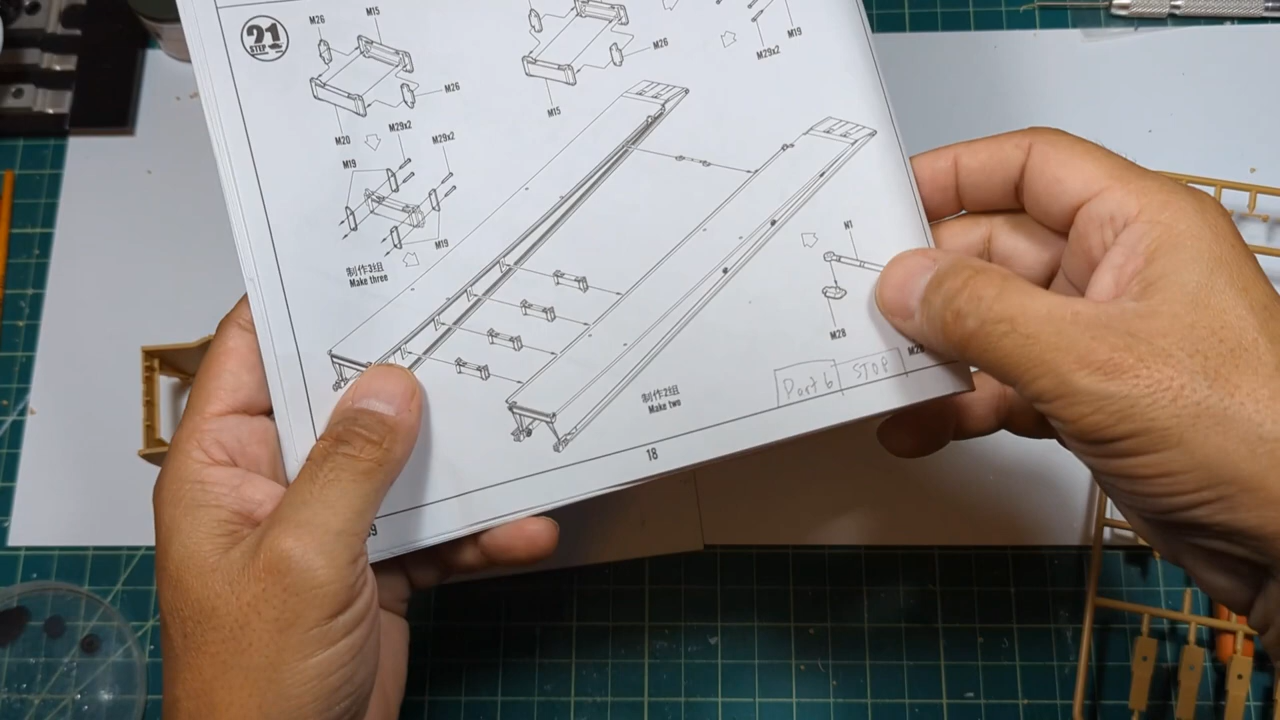 21
STEP
M26
M15
M26
M20
M29x2
M29x2
M19
M19
制作3组
Make three
M26
M15
M19
M29x2
N1
M28
制作2组
Make two
Part 6 STOP
18